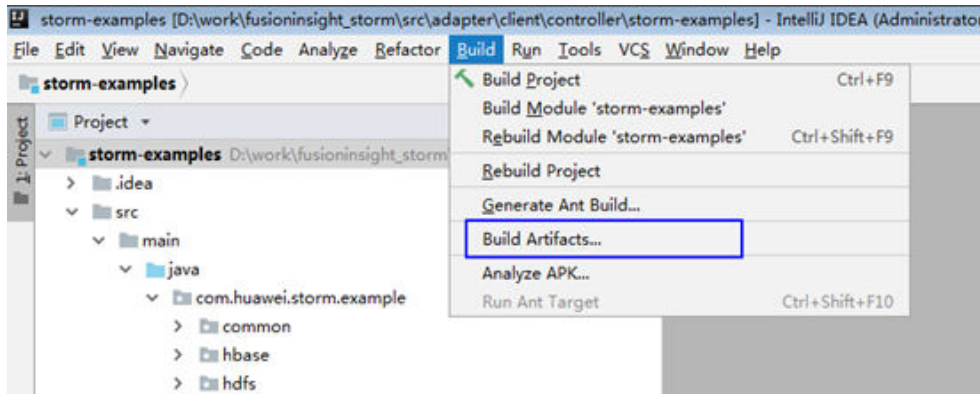 storm-examples [D:\work\fusioninsight_storm\src\adapter\client\controller\storm-examples] - IntelliJ IDEA (Administrator
File Edit View Navigate Code Analyze Refactor Build Run Tools VCS Window Help
storm-examples
Build Project Ctrl+F9
Build Module 'storm-examples'
Rebuild Module 'storm-examples' Ctrl+Shift+F9
Rebuild Project
Generate Ant Build...
Build Artifacts...
Analyze APK...
Run Ant Target Ctrl+Shift+F10
1: Project
Project
storm-examples D:\work\fusioninsight_storm
.idea
src
main
java
com.huawei.storm.example
common
hbase
hdfs